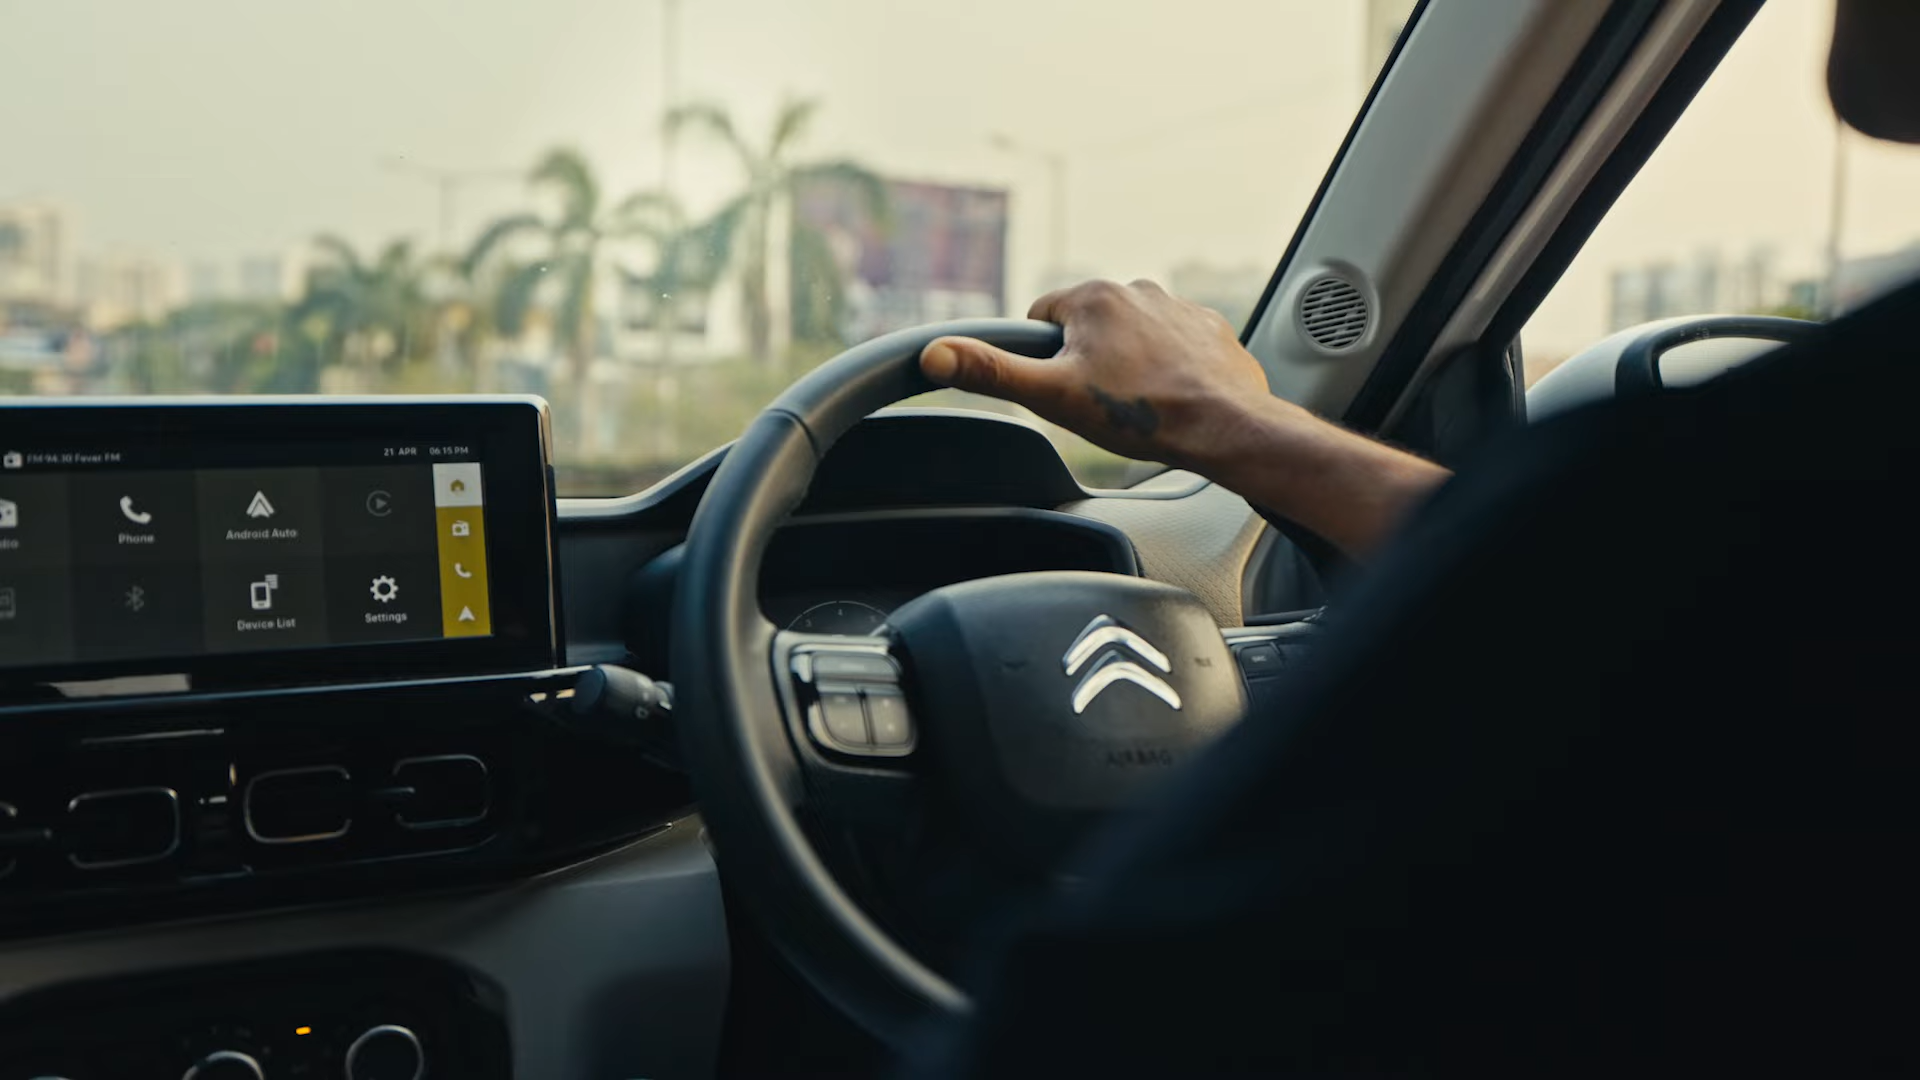 FM 94.30 Fever FM
21 APR 06:15 PM
Phone
Android Auto
Device List
Settings
AIRBAG